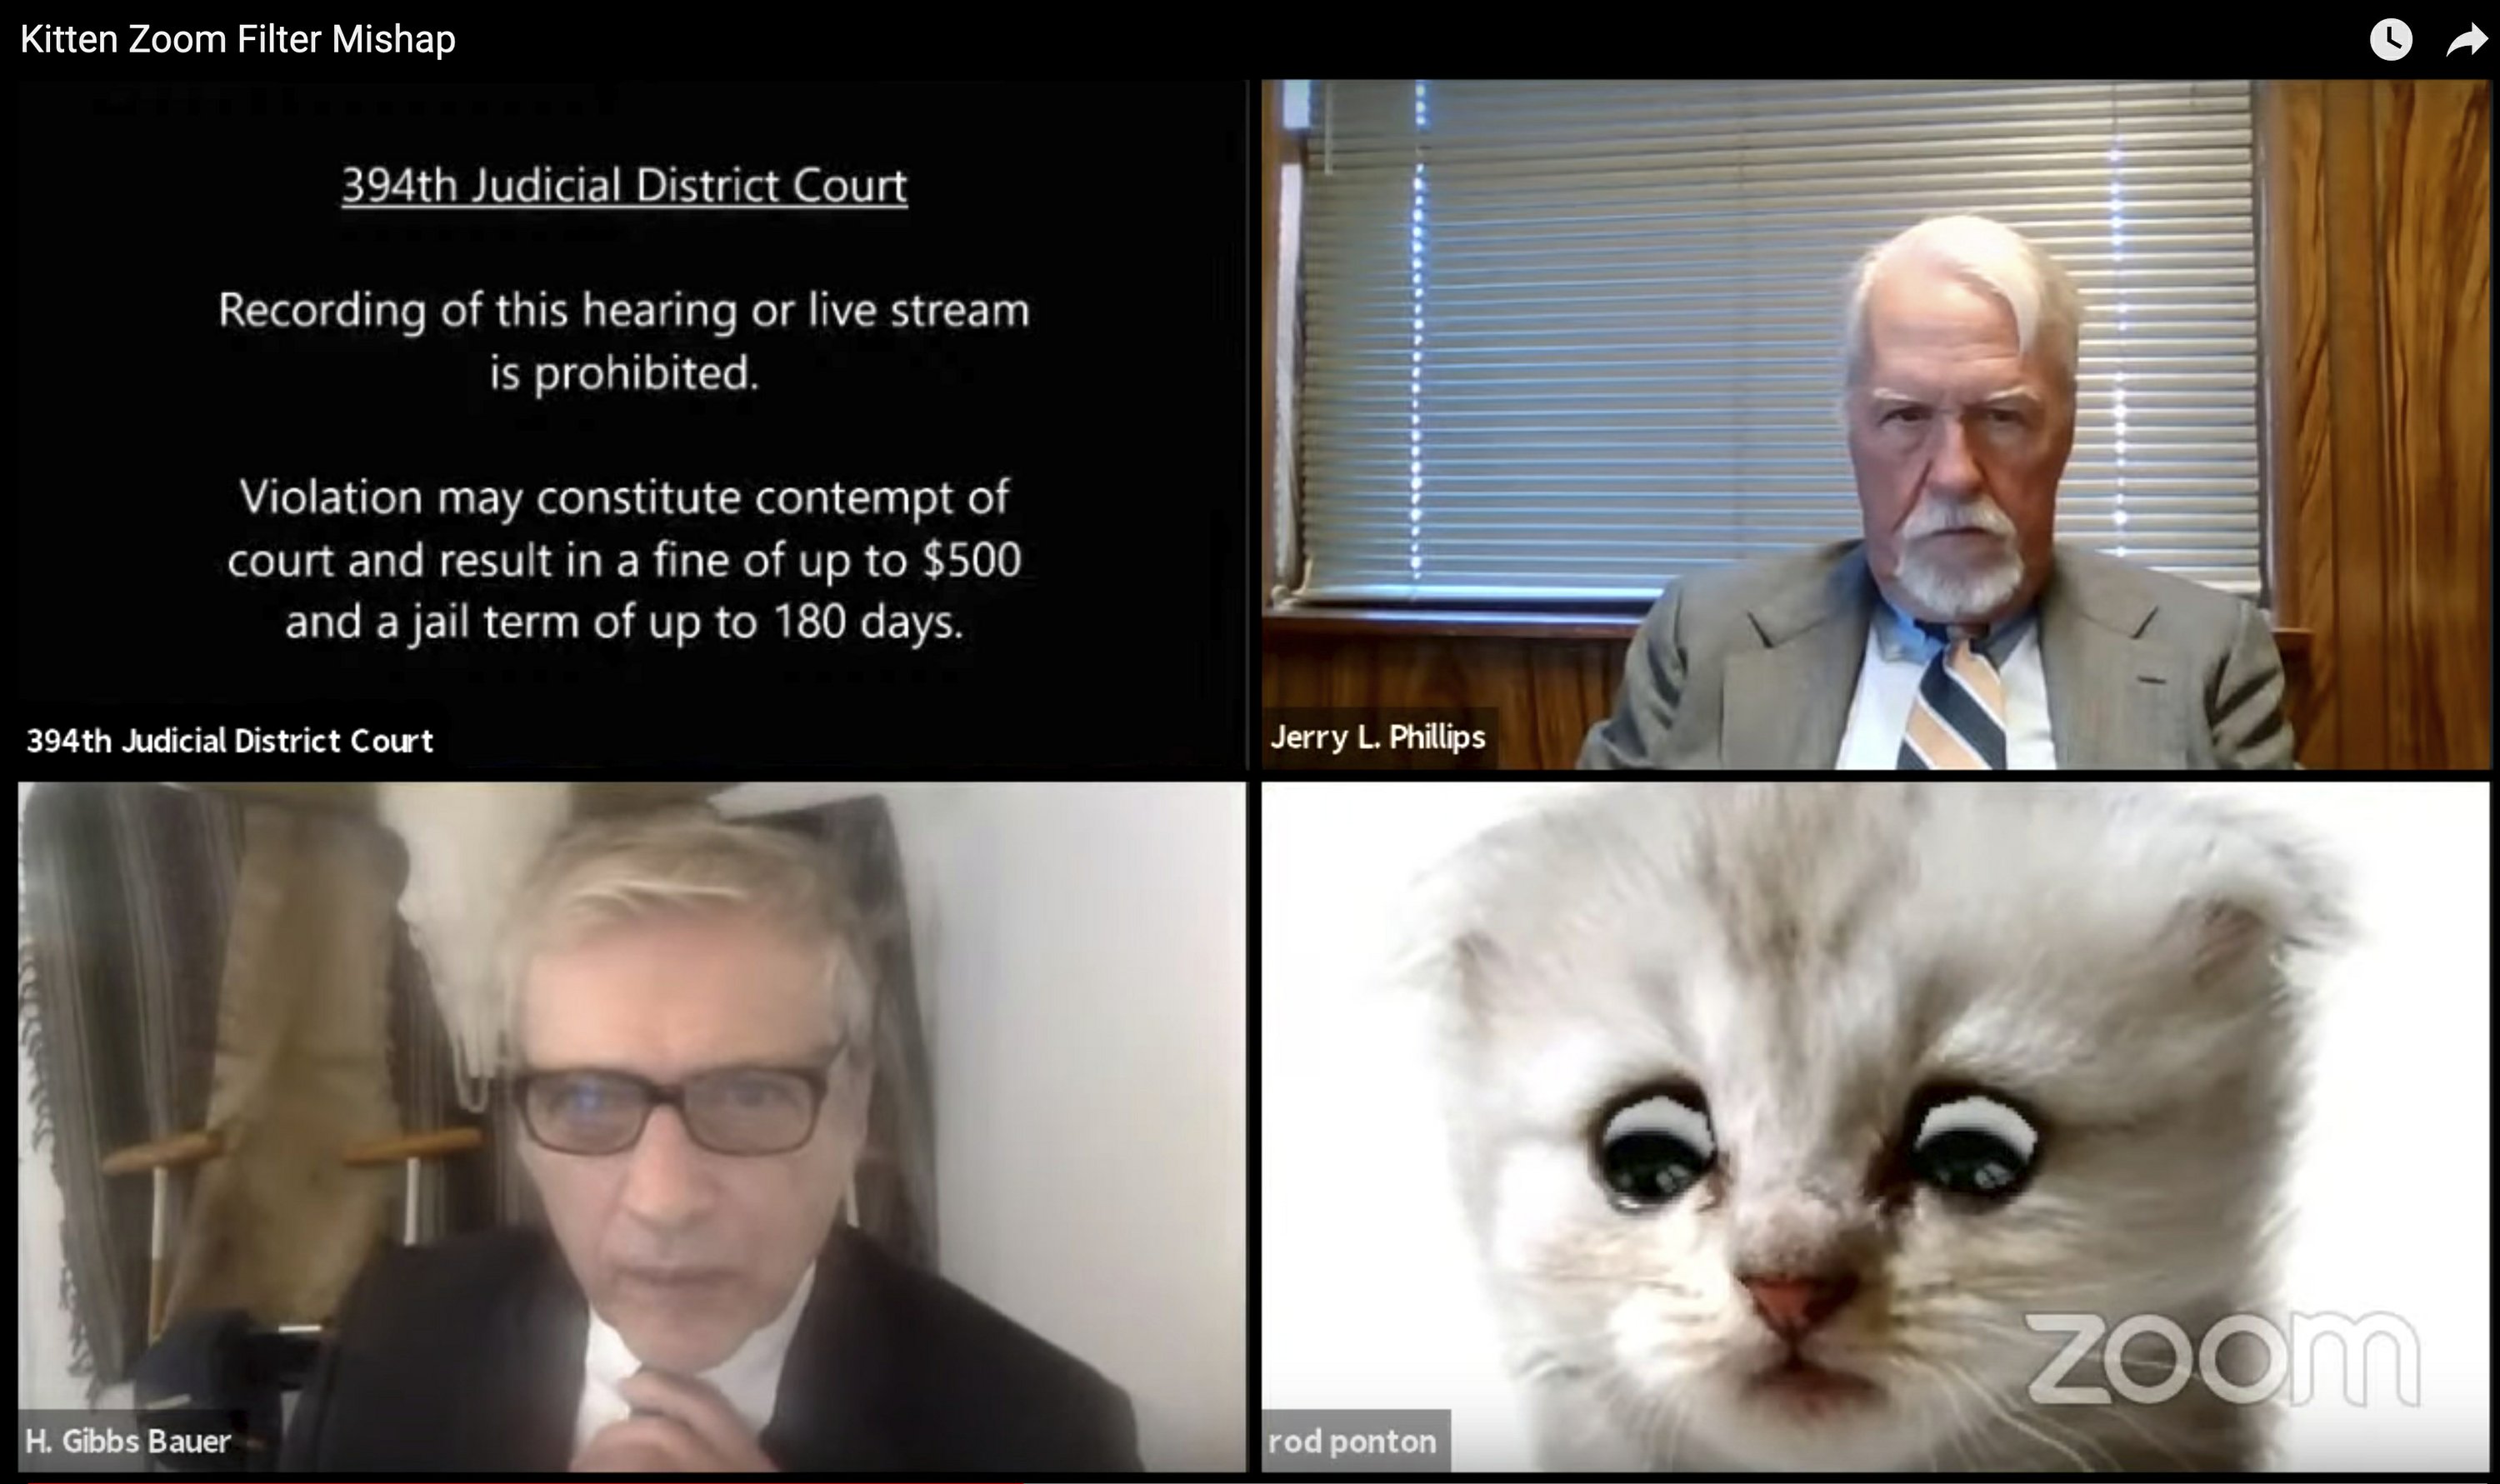 Kitten Zoom Filter Mishap
394th Judicial District Court
Recording of this hearing or live stream
is prohibited.
Violation may constitute contempt of
court and result in a fine of up to $500
and a jail term of up to 180 days.
394th Judicial District Court
Jerry L. Phillips
H. Gibbs Bauer
rod ponton
zoom